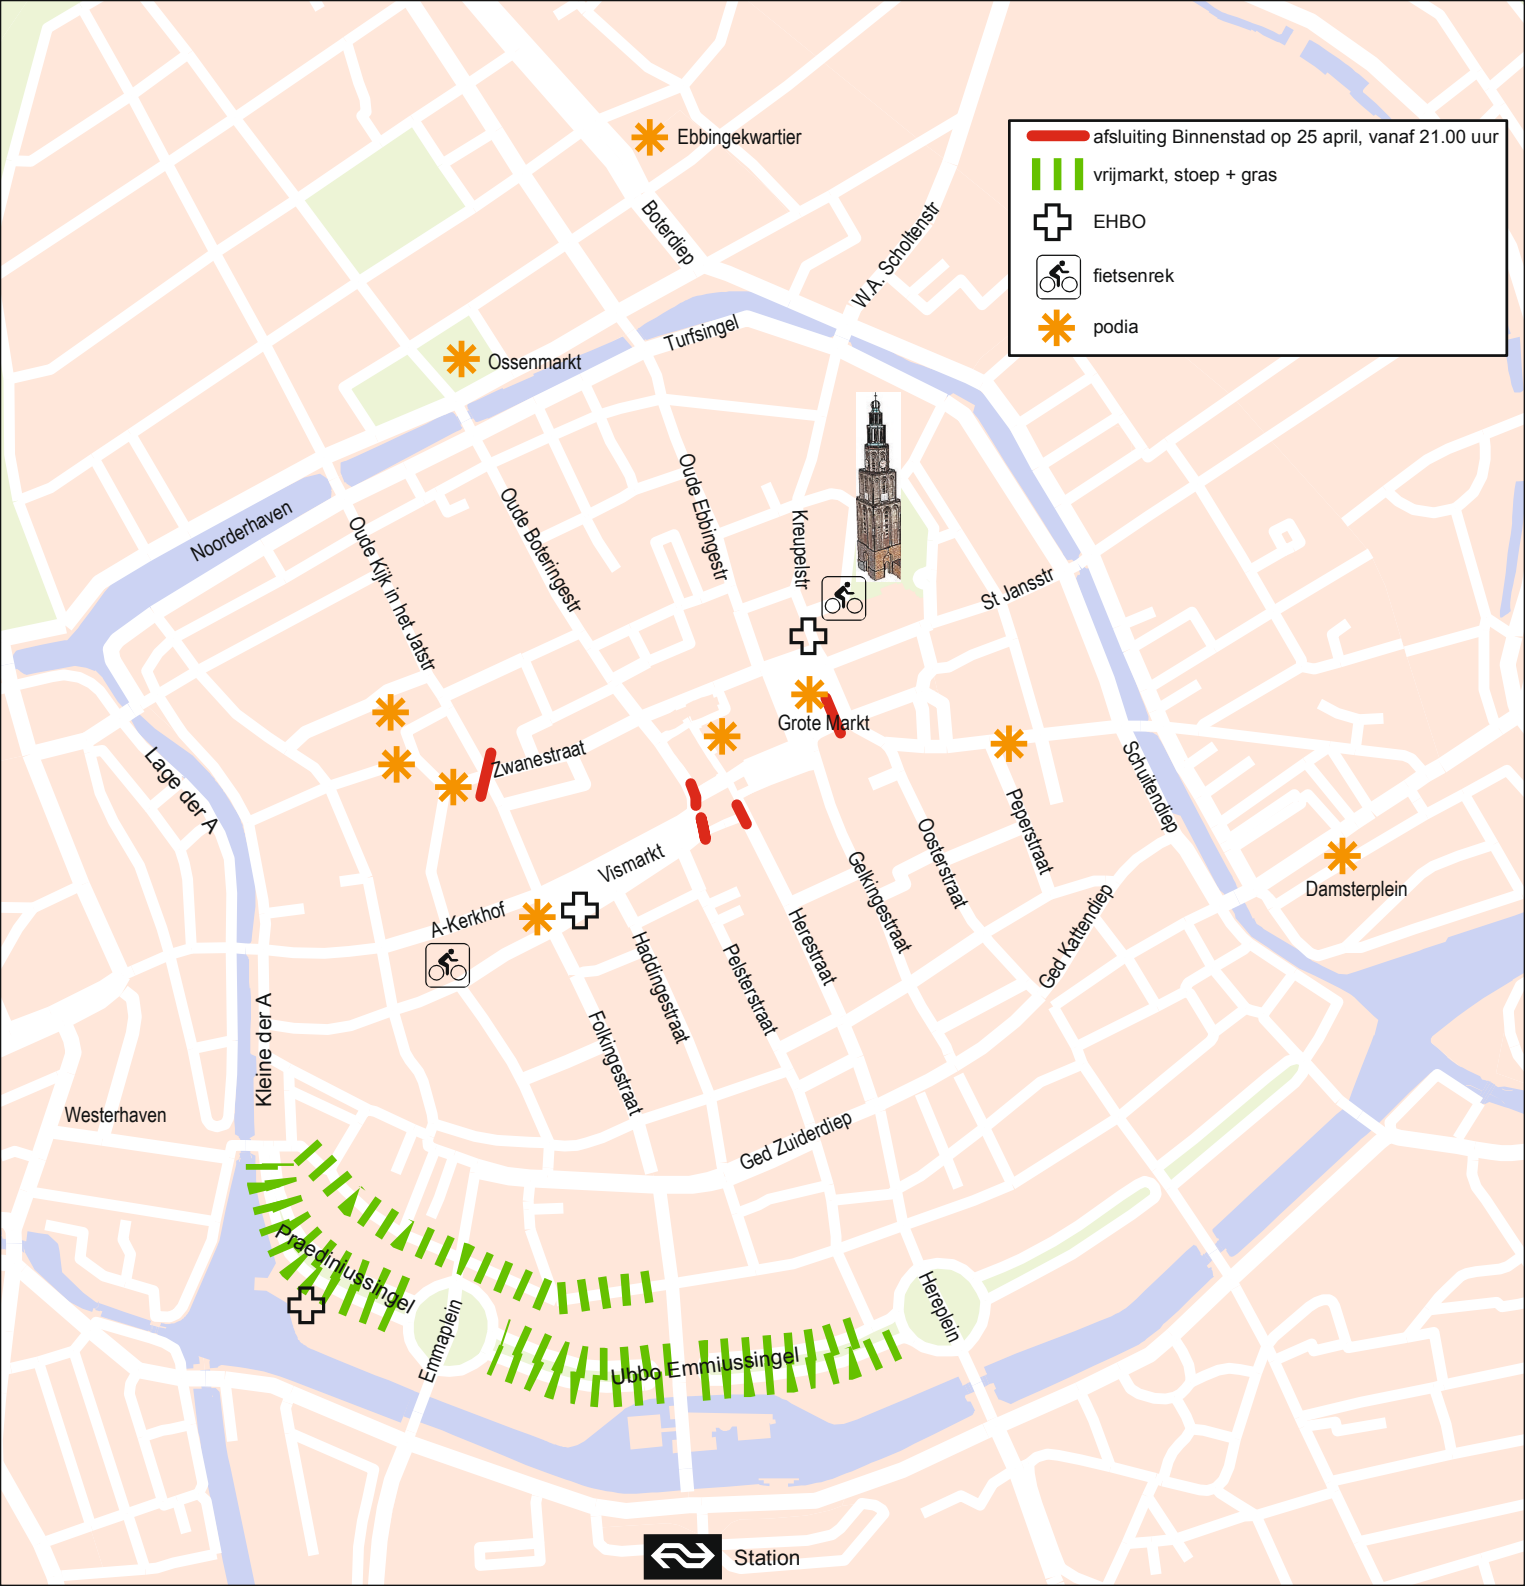 Ebbingekwartier
afsluiting Binnenstad op 25 april, vanaf 21.00 uur
vrijmarkt, stoep + gras
EHBO
fietsenrek
podia
Boterdiep
W.A. Scholtenstr
Turfsingel
Ossenmarkt
Noorderhaven
Oude Kijk in het Jatstr
Oude Boteringestr
Oude Ebbingestr
Kreupelstr
St Jansstr
Grote Markt
Zwanestraat
Lage der A
Schuitendiep
Peperstraat
Oosterstraat
Gelkingestraat
Vismarkt
Damsterplein
A-Kerkhof
Herestraat
Ged Kattendiep
Haddingestraat
Pelsterstraat
Folkingestraat
Kleine der A
Westerhaven
Ged Zuiderdiep
Praediniussingel
Emmaplein
Hereplein
Ubbo Emmiussingel
Station